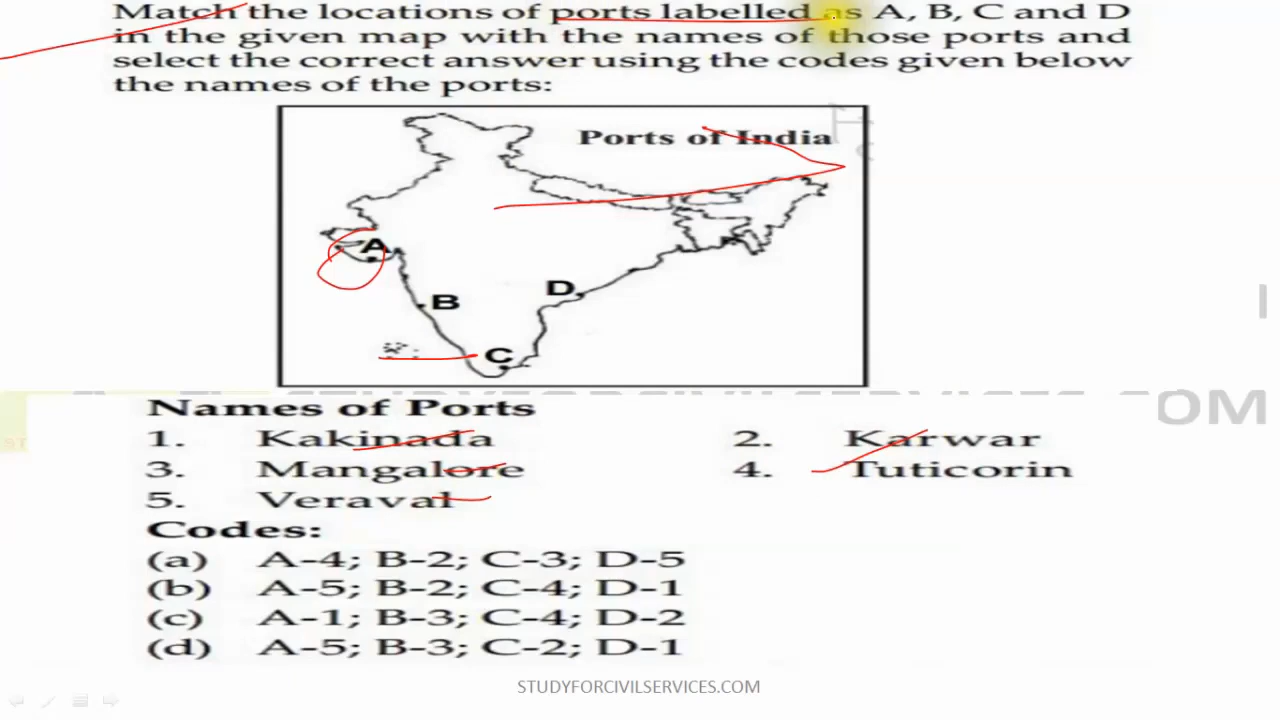 Match the locations of ports labelled as A, B, C and D
in the given map with the names of those ports and
select the correct answer using the codes given below
the names of the ports:
Ports of India
A
B
D
C
OM
Names of Ports
1. Kakinada 2. Karwar
3. Mangalore 4. Tuticorin
5. Veraval
Codes:
(a) A-4; B-2; C-3; D-5
(b) A-5; B-2; C-4; D-1
(c) A-1; B-3; C-4; D-2
(d) A-5; B-3; C-2; D-1
STUDYFORCIVILSERVICES.COM